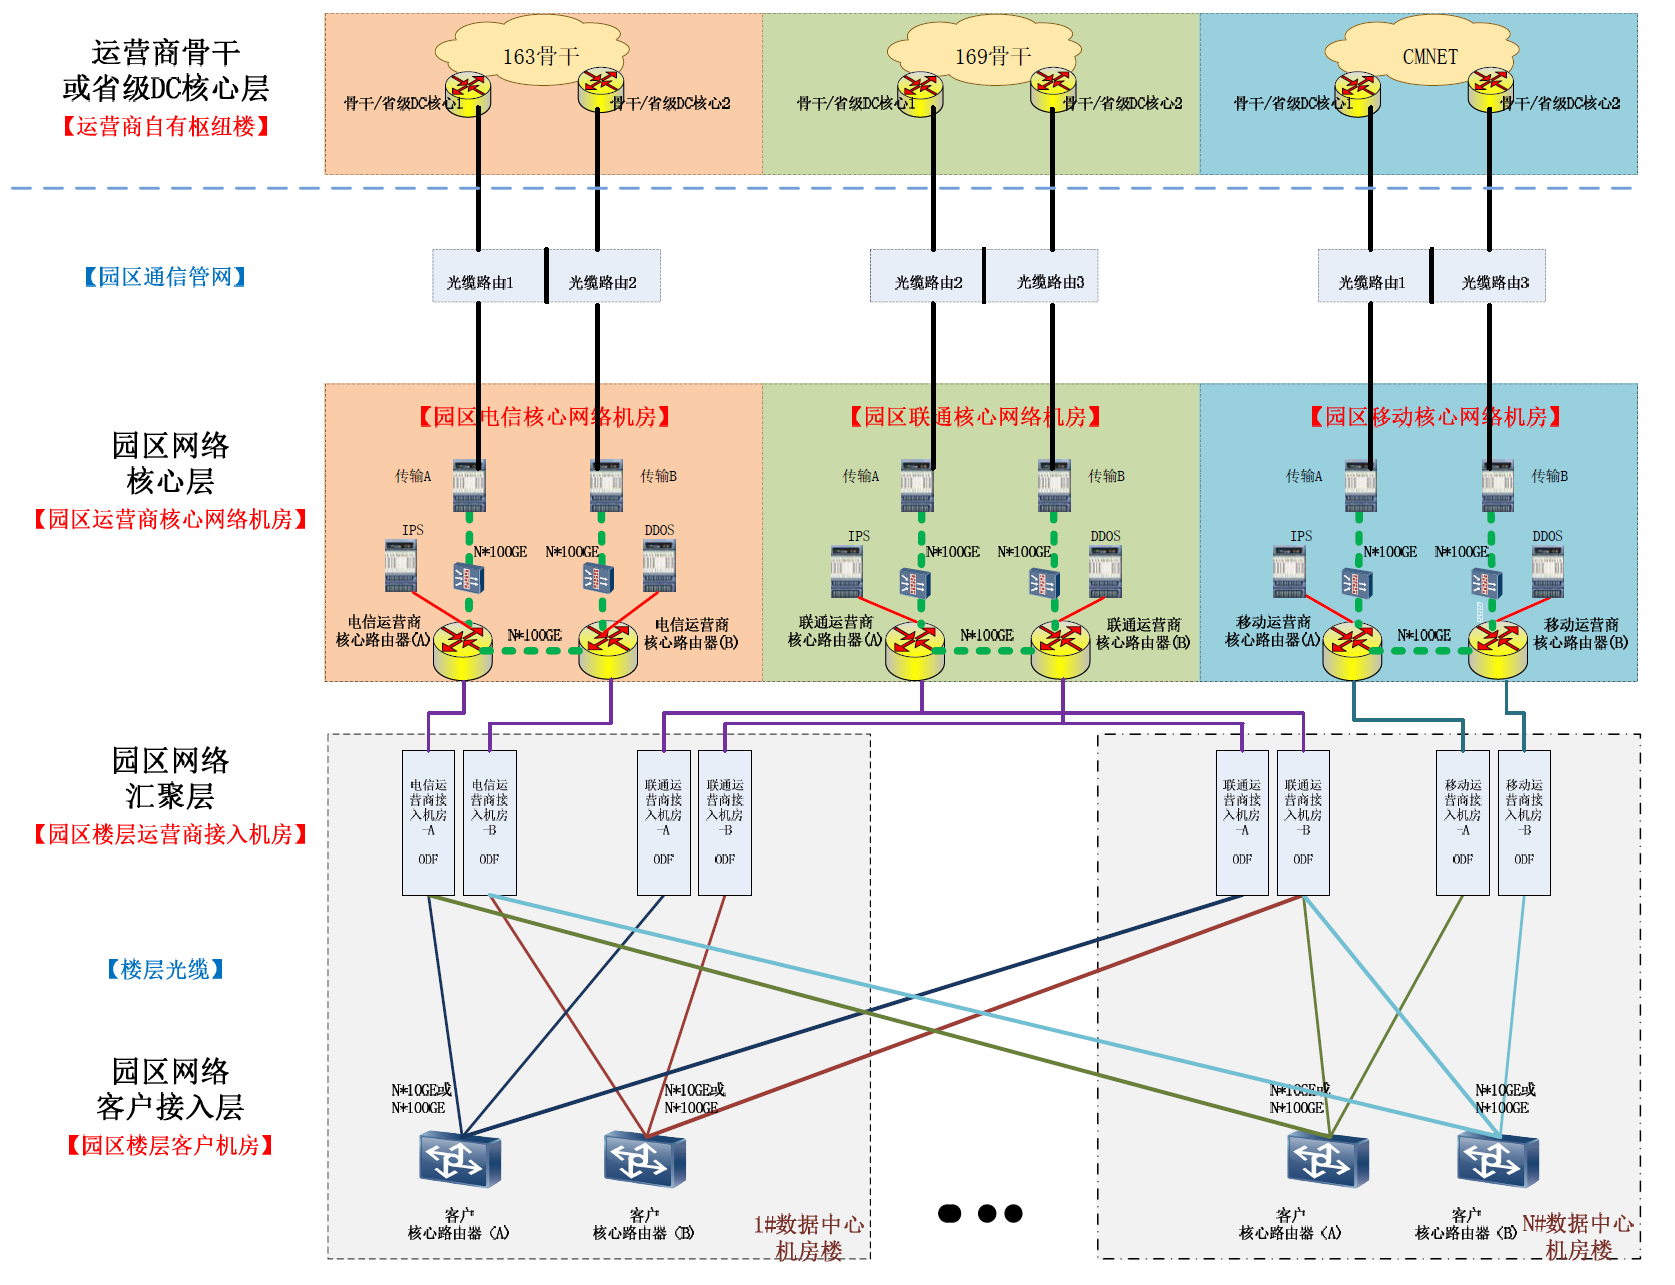 运营商骨干
或省级DC核心层
【运营商自有枢纽楼】
163骨干
骨干/省级DC核心1
骨干/省级DC核心2
169骨干
骨干/省级DC核心1
骨干/省级DC核心2
CMNET
骨干/省级DC核心1
骨干/省级DC核心2
【园区通信管网】
光缆路由1
光缆路由2
光缆路由2
光缆路由3
光缆路由1
光缆路由3
园区网络
核心层
【园区运营商核心网络机房】
【园区电信核心网络机房】
传输A
传输B
IPS
DDOS
N*100GE
N*100GE
电信运营商
核心路由器(A)
N*100GE
电信运营商
核心路由器(B)
【园区联通核心网络机房】
传输A
传输B
IPS
DDOS
N*100GE
N*100GE
联通运营商
核心路由器(A)
N*100GE
联通运营商
核心路由器(B)
【园区移动核心网络机房】
传输A
传输B
IPS
DDOS
N*100GE
N*100GE
移动运营商
核心路由器(A)
N*100GE
移动运营商
核心路由器(B)
园区网络
汇聚层
【园区楼层运营商接入机房】
电信运
营商接
入机房
-A
ODF
电信运
营商接
入机房
-B
ODF
联通运
营商接
入机房
-A
ODF
联通运
营商接
入机房
-B
ODF
联通运
营商接
入机房
-A
ODF
联通运
营商接
入机房
-B
ODF
移动运
营商接
入机房
-A
ODF
移动运
营商接
入机房
-B
ODF
【楼层光缆】
园区网络
客户接入层
【园区楼层客户机房】
N*10GE或
N*100GE
N*10GE或
N*100GE
N*10GE或
N*100GE
N*10GE或
N*100GE
客户
核心路由器（A）
客户
核心路由器（B）
1#数据中心
机房楼
客户
核心路由器（A）
客户
核心路由器（B）
N#数据中心
机房楼